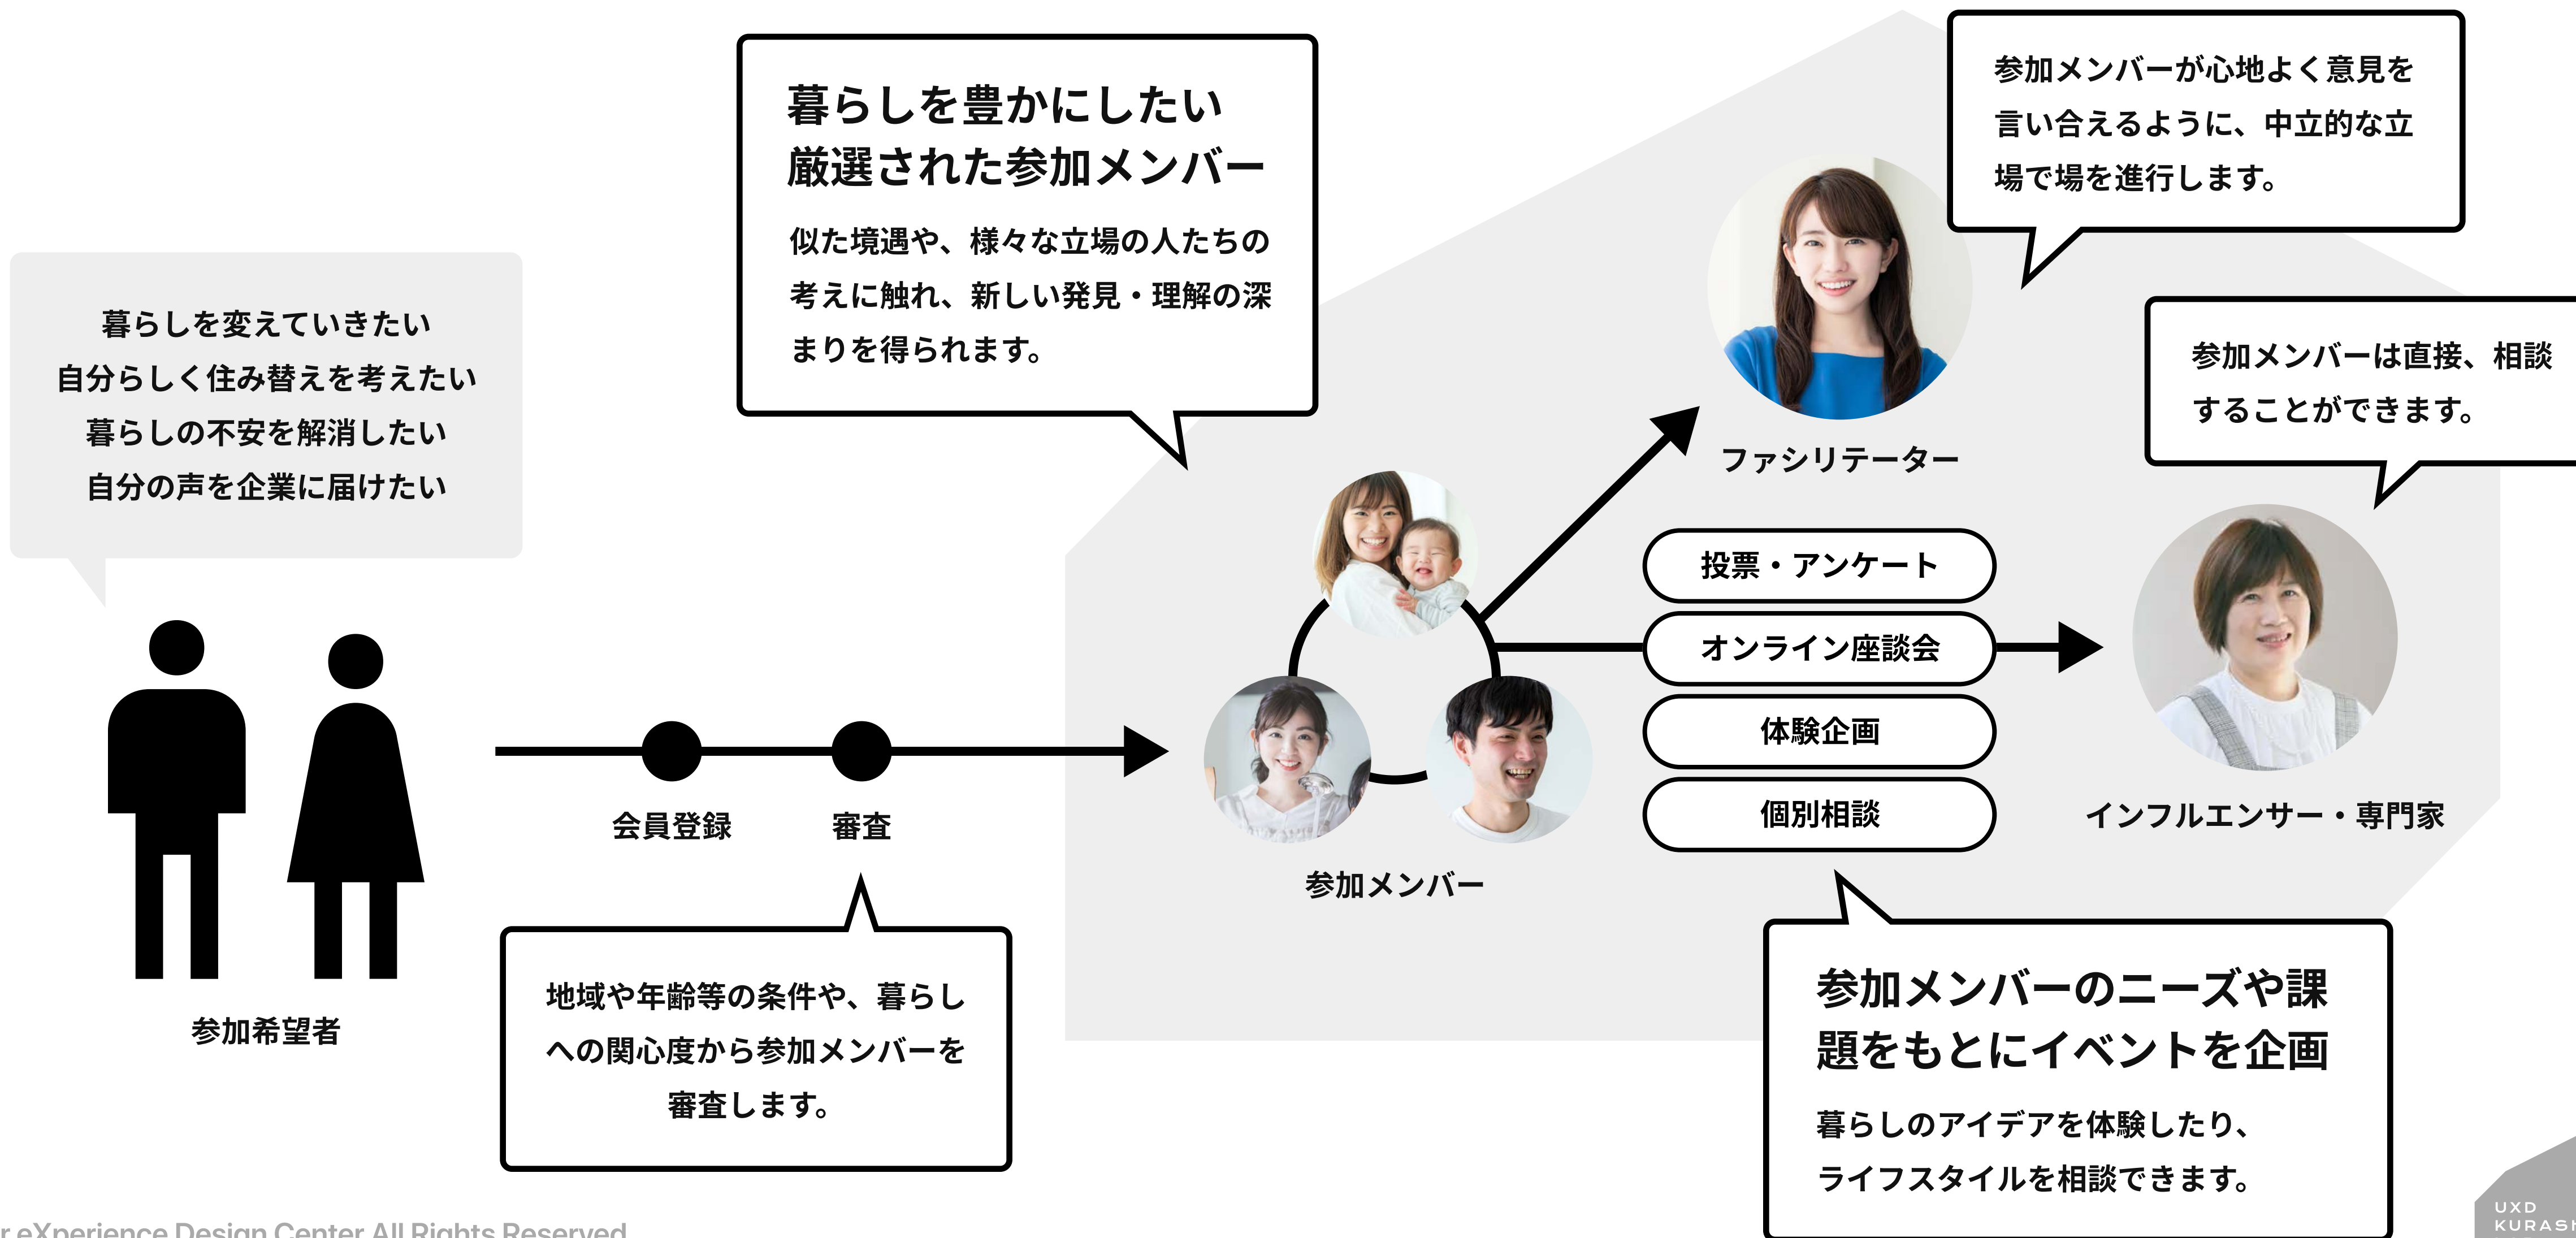 暮らしを変えていきたい
自分らしく住み替えを考えたい
暮らしの不安を解消したい
自分の声を企業に届けたい
参加希望者
会員登録
審査
地域や年齢等の条件や、暮らし
への関心度から参加メンバーを
審査します。
暮らしを豊かにしたい
厳選された参加メンバー
似た境遇や、様々な立場の人たちの
考えに触れ、新しい発見・理解の深
まりを得られます。
参加メンバー
参加メンバーが心地よく意見を
言い合えるように、中立的な立
場で場を進行します。
ファシリテーター
投票・アンケート
オンライン座談会
体験企画
個別相談
参加メンバーは直接、相談
することができます。
インフルエンサー・専門家
参加メンバーのニーズや課
題をもとにイベントを企画
暮らしのアイデアを体験したり、
ライフスタイルを相談できます。
r eXperience Design Center All Rights Reserved
UXD
KURASH